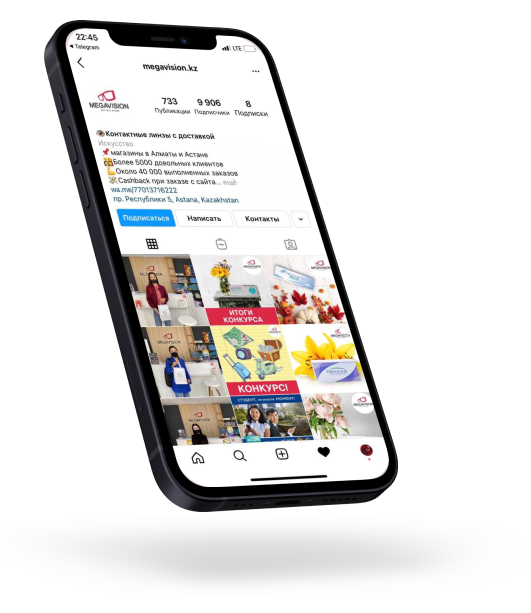 22:45
Telegram
LTE
megavision.kz
MEGAVISION
733
Публикации
9 906
Подписчики
8
Подписки
Контактные линзы с доставкой
Искусство
магазины в Алматы и Астане
Более 5000 довольных клиентов
Около 40 000 выполненных заказов
Cashback при заказе с сайта... ещё
wa.me/77013716222
пр. Республики 5, Astana, Kazakhstan
Подписаться
Написать
Контакты
MEGAVISION
MEGAVISION
MEGAVISION
ИТОГИ
КОНКУРСА
MEGAVISION
КОНКУРС!
MEGAVISION
MEGAVISION